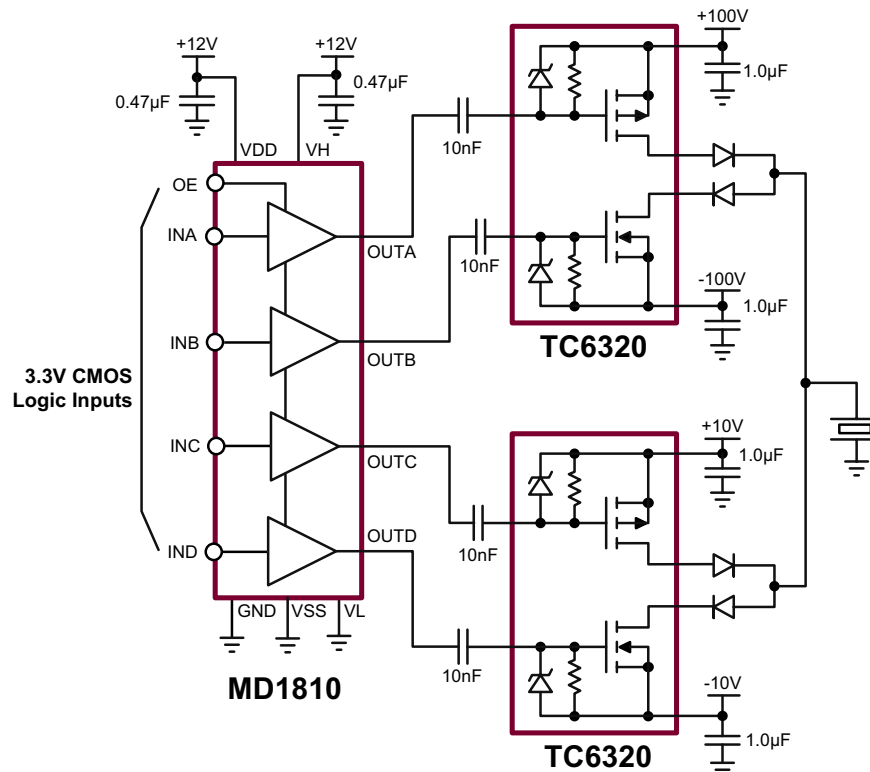 +12V
+12V
0.47µF
0.47µF
VDD
VH
OE
INA
INB
INC
IND
3.3V CMOS
Logic Inputs
OUTA
OUTB
OUTC
OUTD
GND
VSS
VL
MD1810
10nF
10nF
10nF
10nF
+100V
1.0µF
-100V
1.0µF
TC6320
+10V
1.0µF
-10V
1.0µF
TC6320